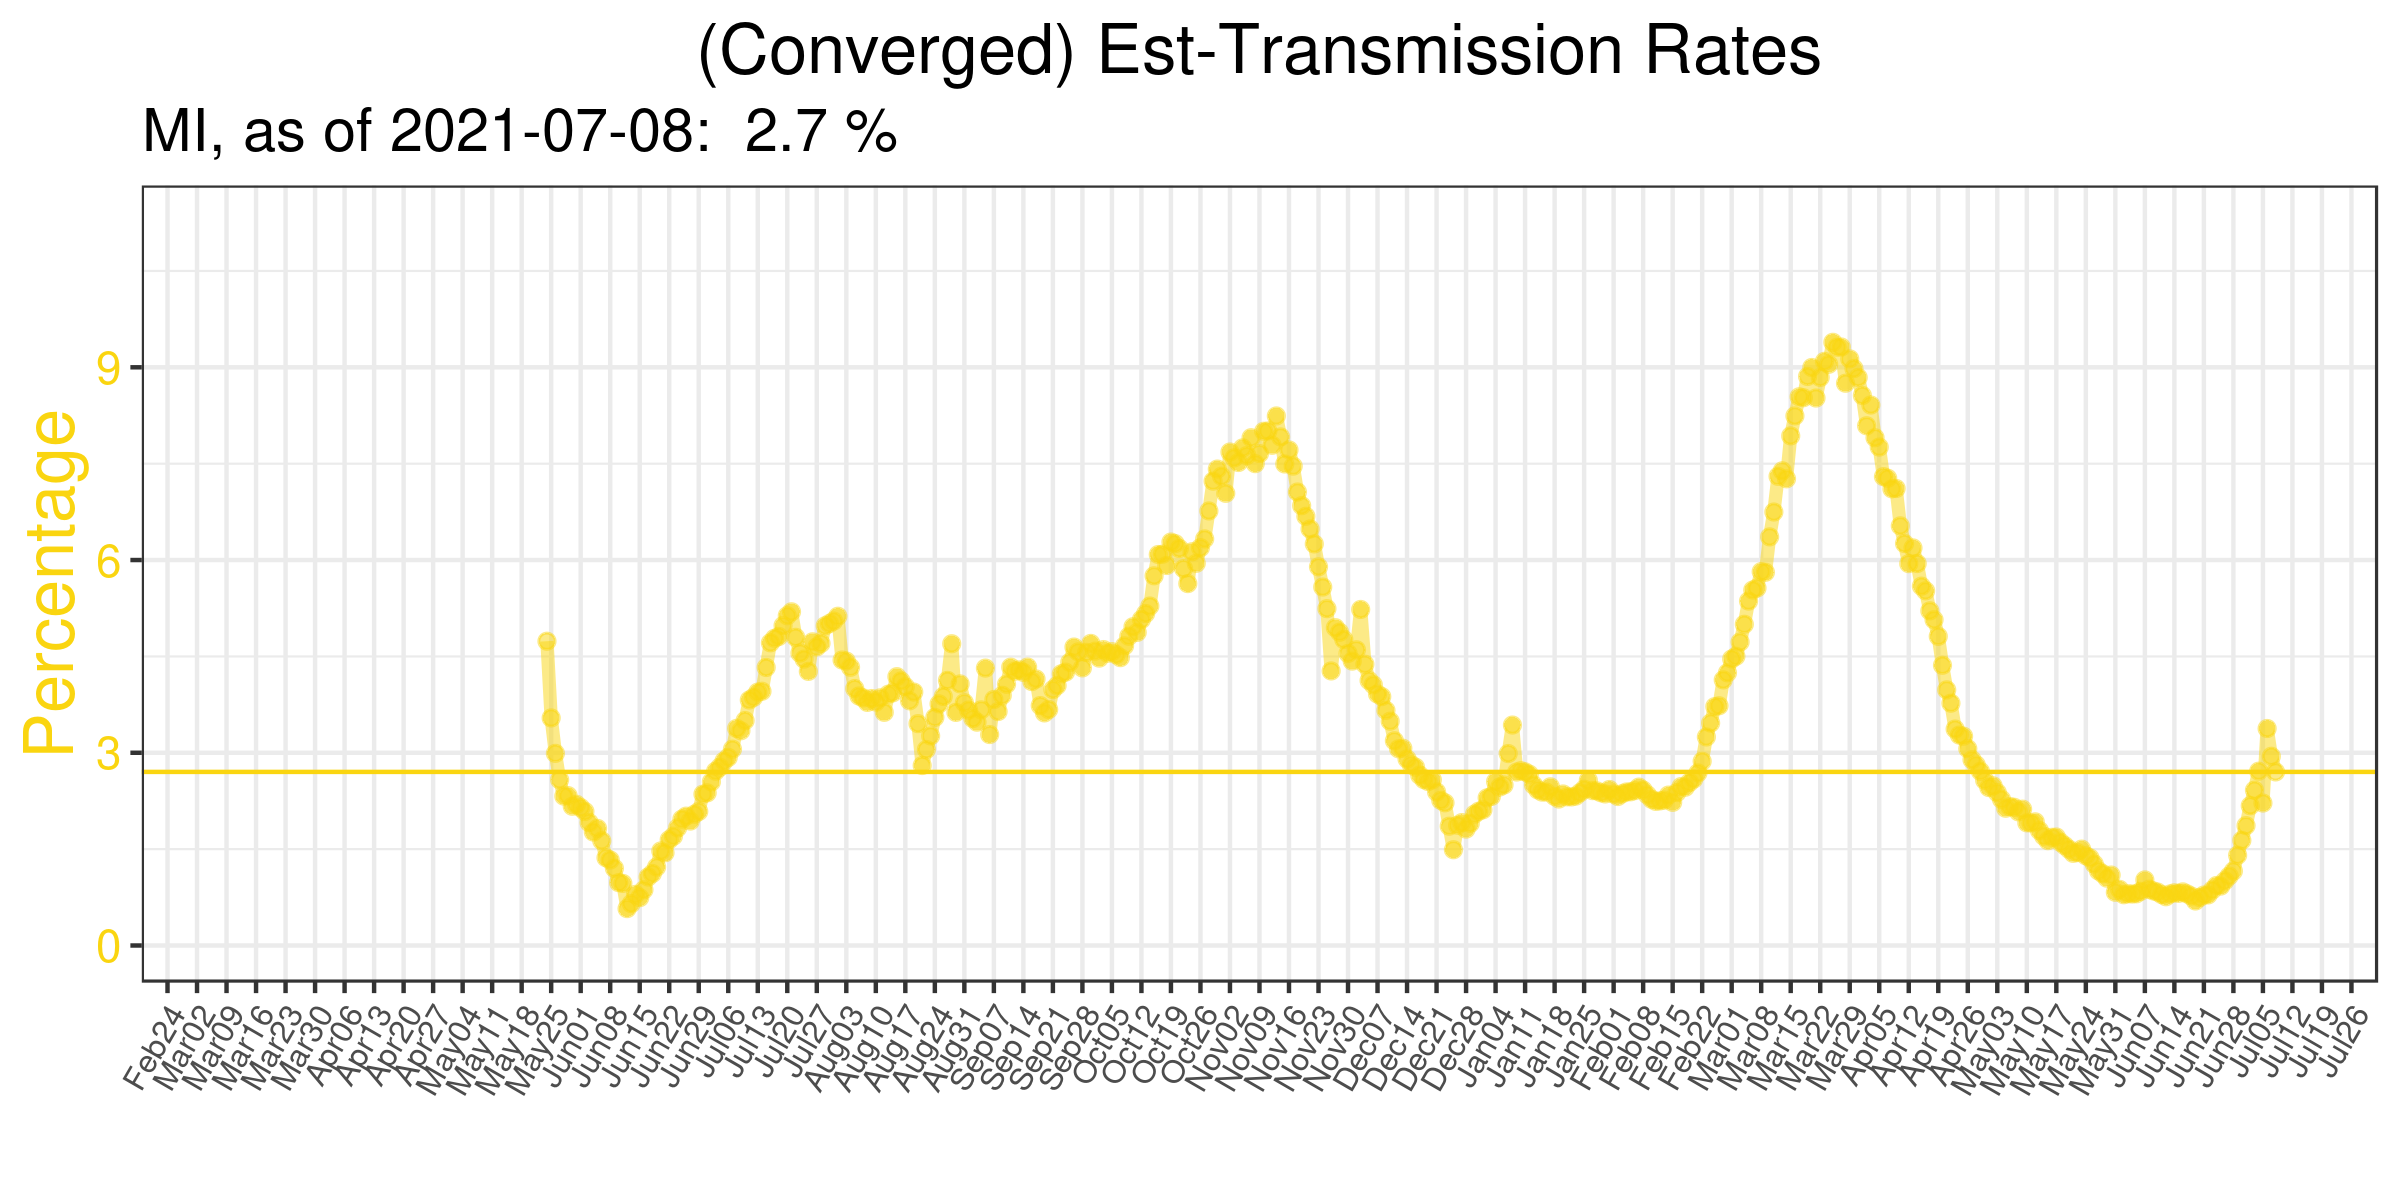 (Converged) Est-Transmission Rates
MI, as of 2021-07-08:  2.7 %
Percentage
9
6
3
0
Feb24
Mar02
Mar09
Mar16
Mar23
Mar30
Apr06
Apr13
Apr20
Apr27
May04
May11
May18
May25
Jun01
Jun08
Jun15
Jun22
Jun29
Jul06
Jul13
Jul20
Jul27
Aug03
Aug10
Aug17
Aug24
Aug31
Sep07
Sep14
Sep21
Sep28
Oct05
Oct12
Oct19
Oct26
Nov02
Nov09
Nov16
Nov23
Nov30
Dec07
Dec14
Dec21
Dec28
Jan04
Jan11
Jan18
Jan25
Feb01
Feb08
Feb15
Feb22
Mar01
Mar08
Mar15
Mar22
Mar29
Apr05
Apr12
Apr19
Apr26
May03
May10
May17
May24
May31
Jun07
Jun14
Jun21
Jun28
Jul05
Jul12
Jul19
Jul26